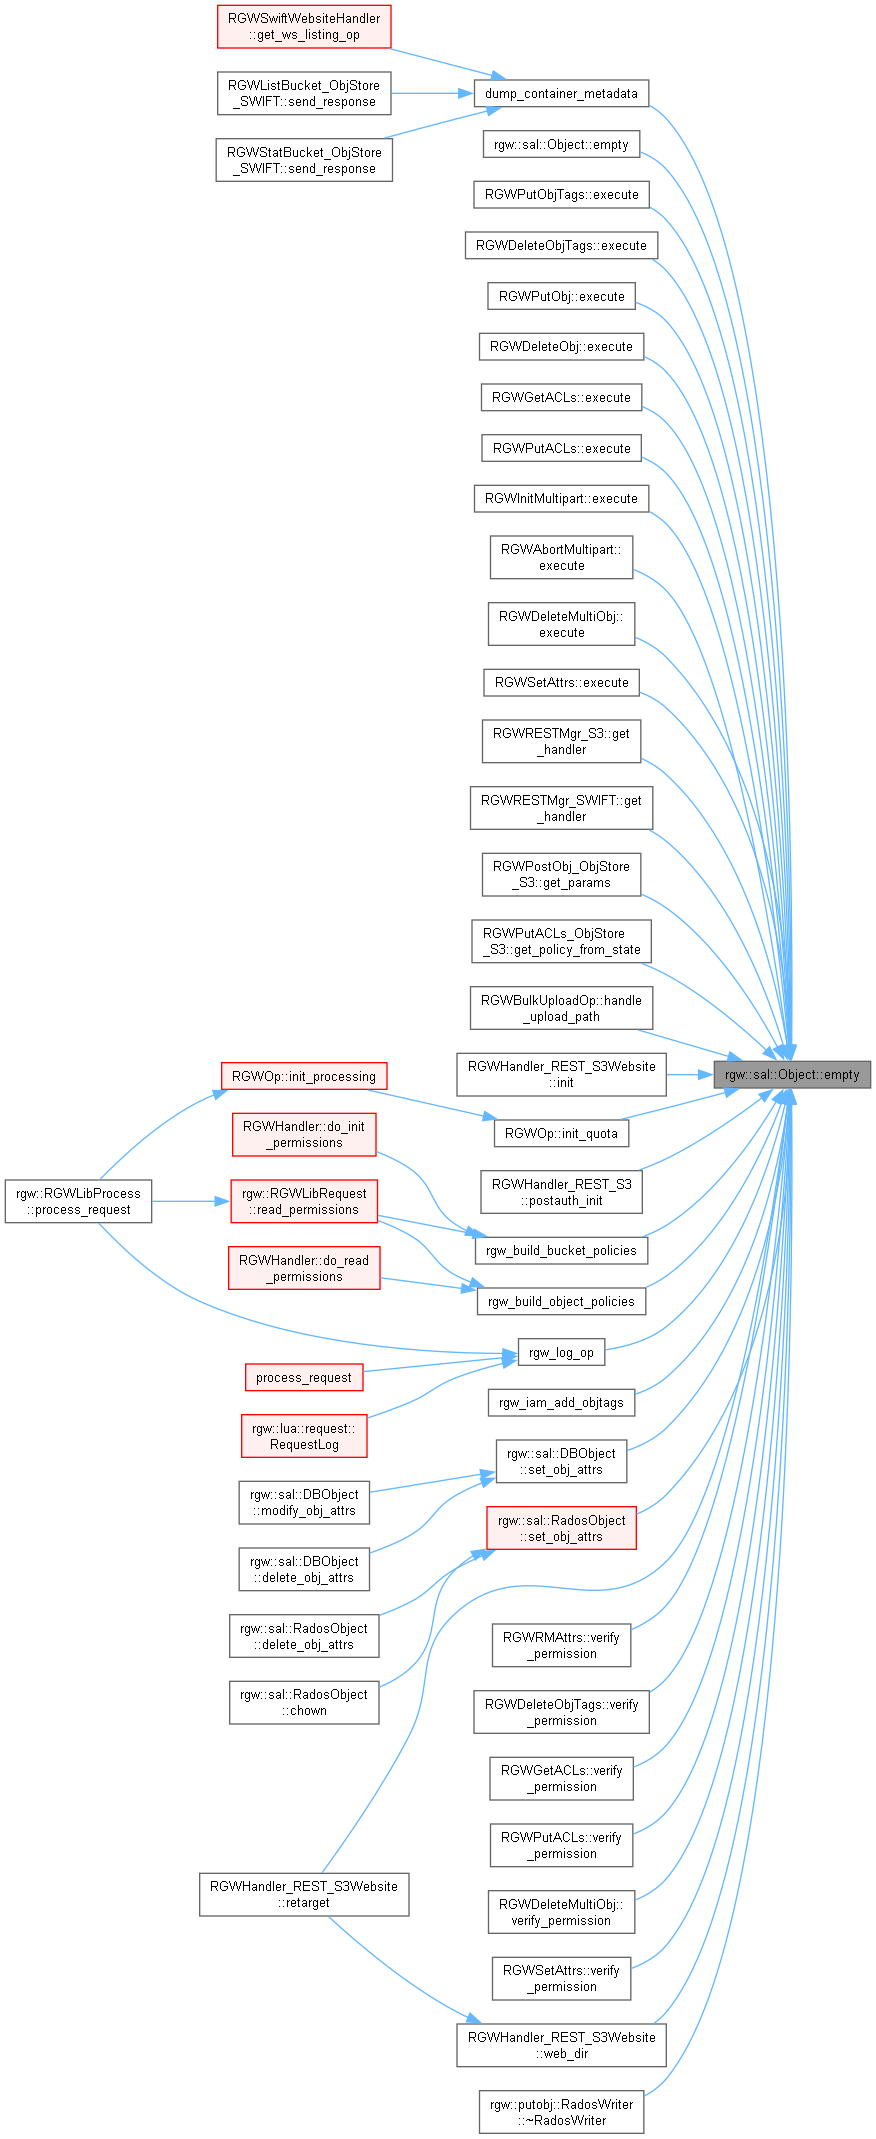 RGWSwiftWebsiteHandler
::get_ws_listing_op
RGWListBucket_ObjStore
_SWIFT::send_response
dump_container_metadata
RGWStatBucket_ObjStore
_SWIFT::send_response
rgw::sal::Object::empty
RGWPutObjTags::execute
RGWDeleteObjTags::execute
RGWPutObj::execute
RGWDeleteObj::execute
RGWGetACLs::execute
RGWPutACLs::execute
RGWInitMultipart::execute
RGWAbortMultipart::
execute
RGWDeleteMultiObj::
execute
RGWSetAttrs::execute
RGWRESTMgr_S3::get
_handler
RGWRESTMgr_SWIFT::get
_handler
RGWPostObj_ObjStore
_S3::get_params
RGWPutACLs_ObjStore
_S3::get_policy_from_state
RGWBulkUploadOp::handle
_upload_path
RGWHandler_REST_S3Website
::init
rgw::sal::Object::empty
RGWOp::init_processing
RGWOp::init_quota
RGWHandler::do_init
_permissions
RGWHandler_REST_S3
::postauth_init
rgw::RGWLibProcess
::process_request
rgw::RGWLibRequest
::read_permissions
rgw_build_bucket_policies
RGWHandler::do_read
_permissions
rgw_build_object_policies
rgw_log_op
process_request
rgw_iam_add_objtags
rgw::lua::request::
RequestLog
rgw::sal::DBObject
::set_obj_attrs
rgw::sal::DBObject
::modify_obj_attrs
rgw::sal::RadosObject
::set_obj_attrs
rgw::sal::DBObject
::delete_obj_attrs
rgw::sal::RadosObject
::delete_obj_attrs
RGWRMAttrs::verify
_permission
rgw::sal::RadosObject
::chown
RGWDeleteObjTags::verify
_permission
RGWGetACLs::verify
_permission
RGWPutACLs::verify
_permission
RGWHandler_REST_S3Website
::retarget
RGWDeleteMultiObj::
verify_permission
RGWSetAttrs::verify
_permission
RGWHandler_REST_S3Website
::web_dir
rgw::putobj::RadosWriter
::~RadosWriter